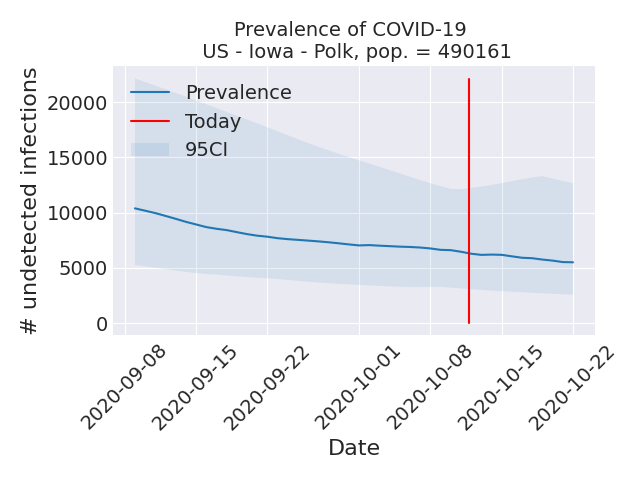 Prevalence of COVID-19
US - Iowa - Polk, pop. = 490161
# undetected infections
20000
15000
10000
5000
0
Prevalence
Today
95CI
2020-09-08
2020-09-15
2020-09-22
2020-10-01
2020-10-08
2020-10-15
2020-10-22
Date